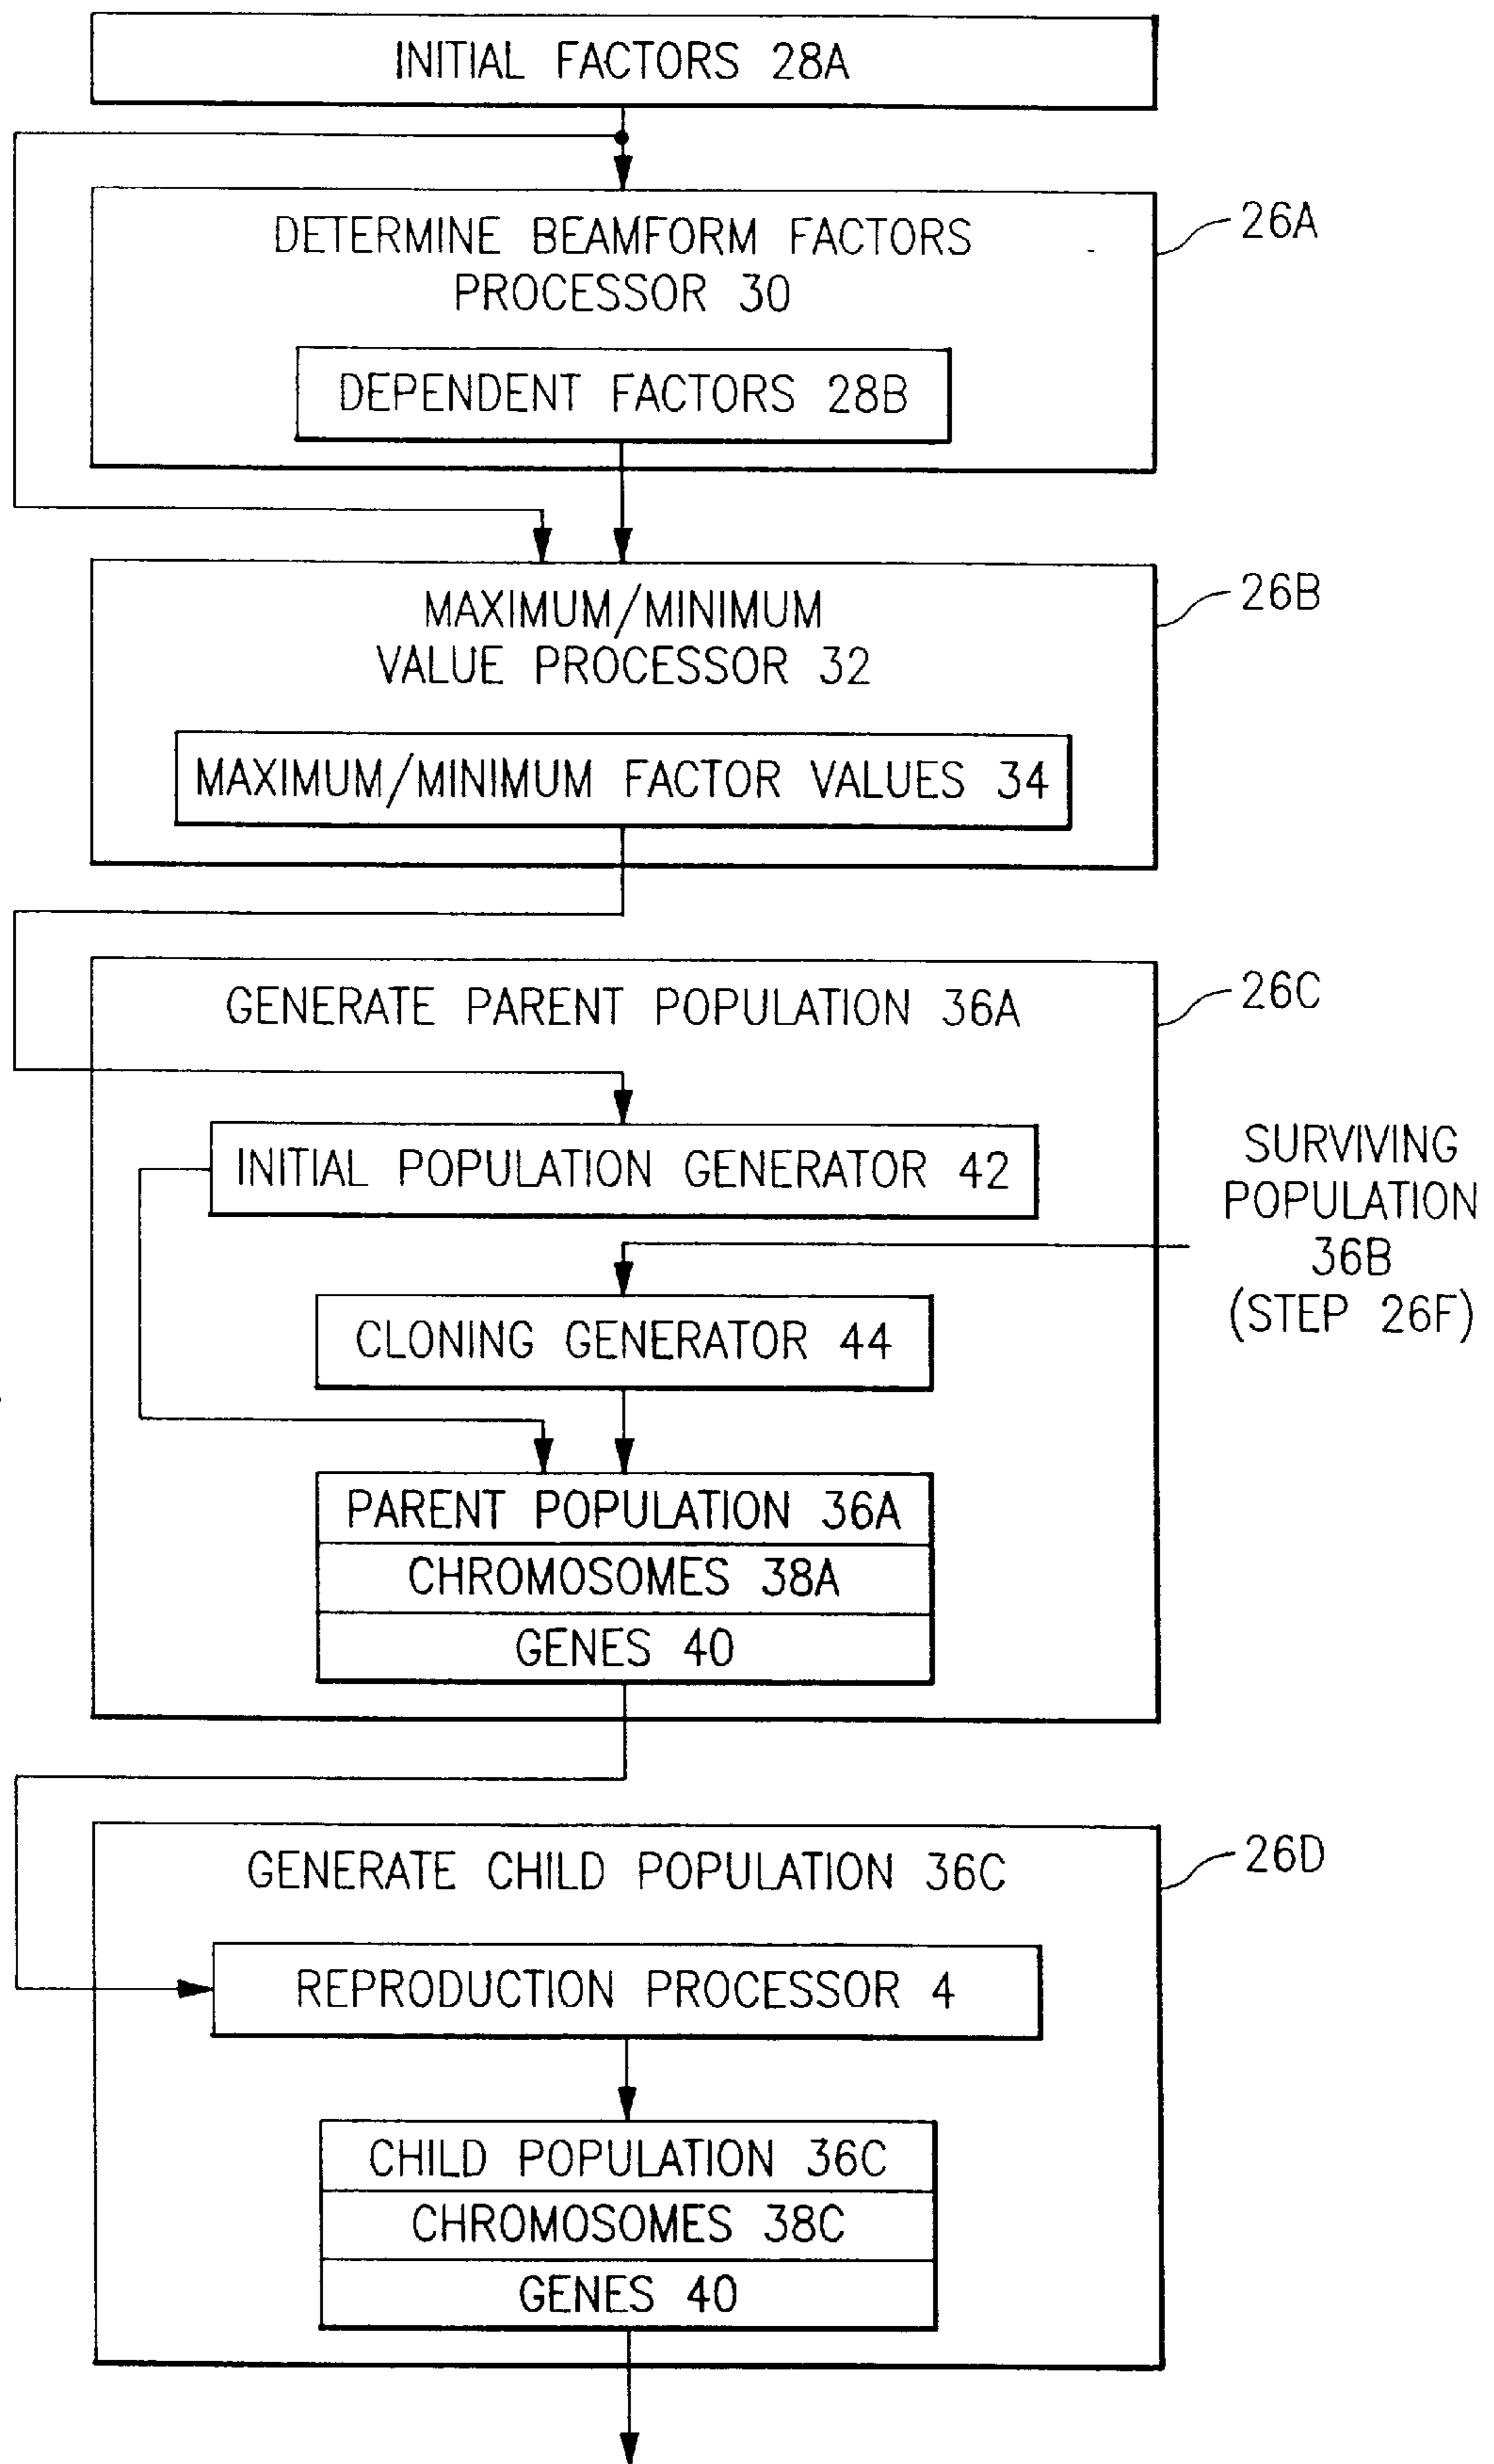 INITIAL FACTORS 28A
DETERMINE BEAMFORM FACTORS
PROCESSOR 30
26A
DEPENDENT FACTORS 28B
MAXIMUM/MINIMUM
VALUE PROCESSOR 32
26B
MAXIMUM/MINIMUM FACTOR VALUES 34
GENERATE PARENT POPULATION 36A
26C
INITIAL POPULATION GENERATOR 42
SURVIVING
POPULATION
36B
(STEP 26F)
CLONING GENERATOR 44
PARENT POPULATION 36A
CHROMOSOMES 38A
GENES 40
GENERATE CHILD POPULATION 36C
26D
REPRODUCTION PROCESSOR 4
CHILD POPULATION 36C
CHROMOSOMES 38C
GENES 40